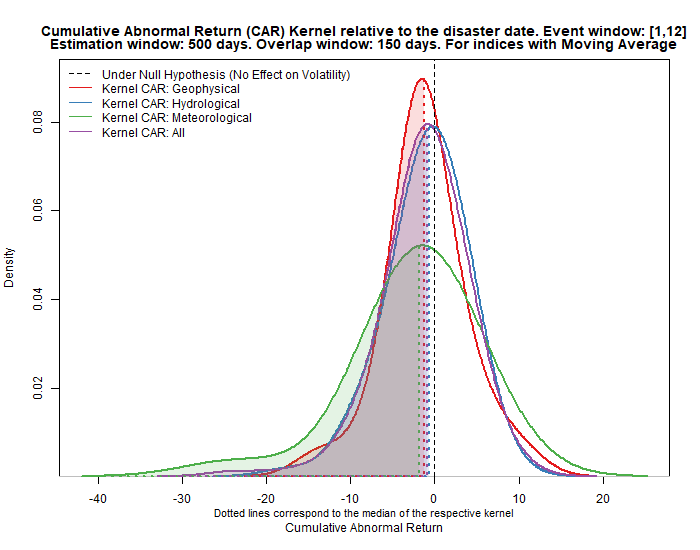 Cumulative Abnormal Return (CAR) Kernel relative to the disaster date. Event window: [1,12]
Estimation window: 500 days. Overlap window: 150 days. For indices with Moving Average
Under Null Hypothesis (No Effect on Volatility)
Kernel CAR: Geophysical
Kernel CAR: Hydrological
Kernel CAR: Meteorological
Kernel CAR: All
Density
0.08
0.06
0.04
0.02
-40 -30 -20 -10 0 10 20
Dotted lines correspond to the median of the respective kernel
Cumulative Abnormal Return